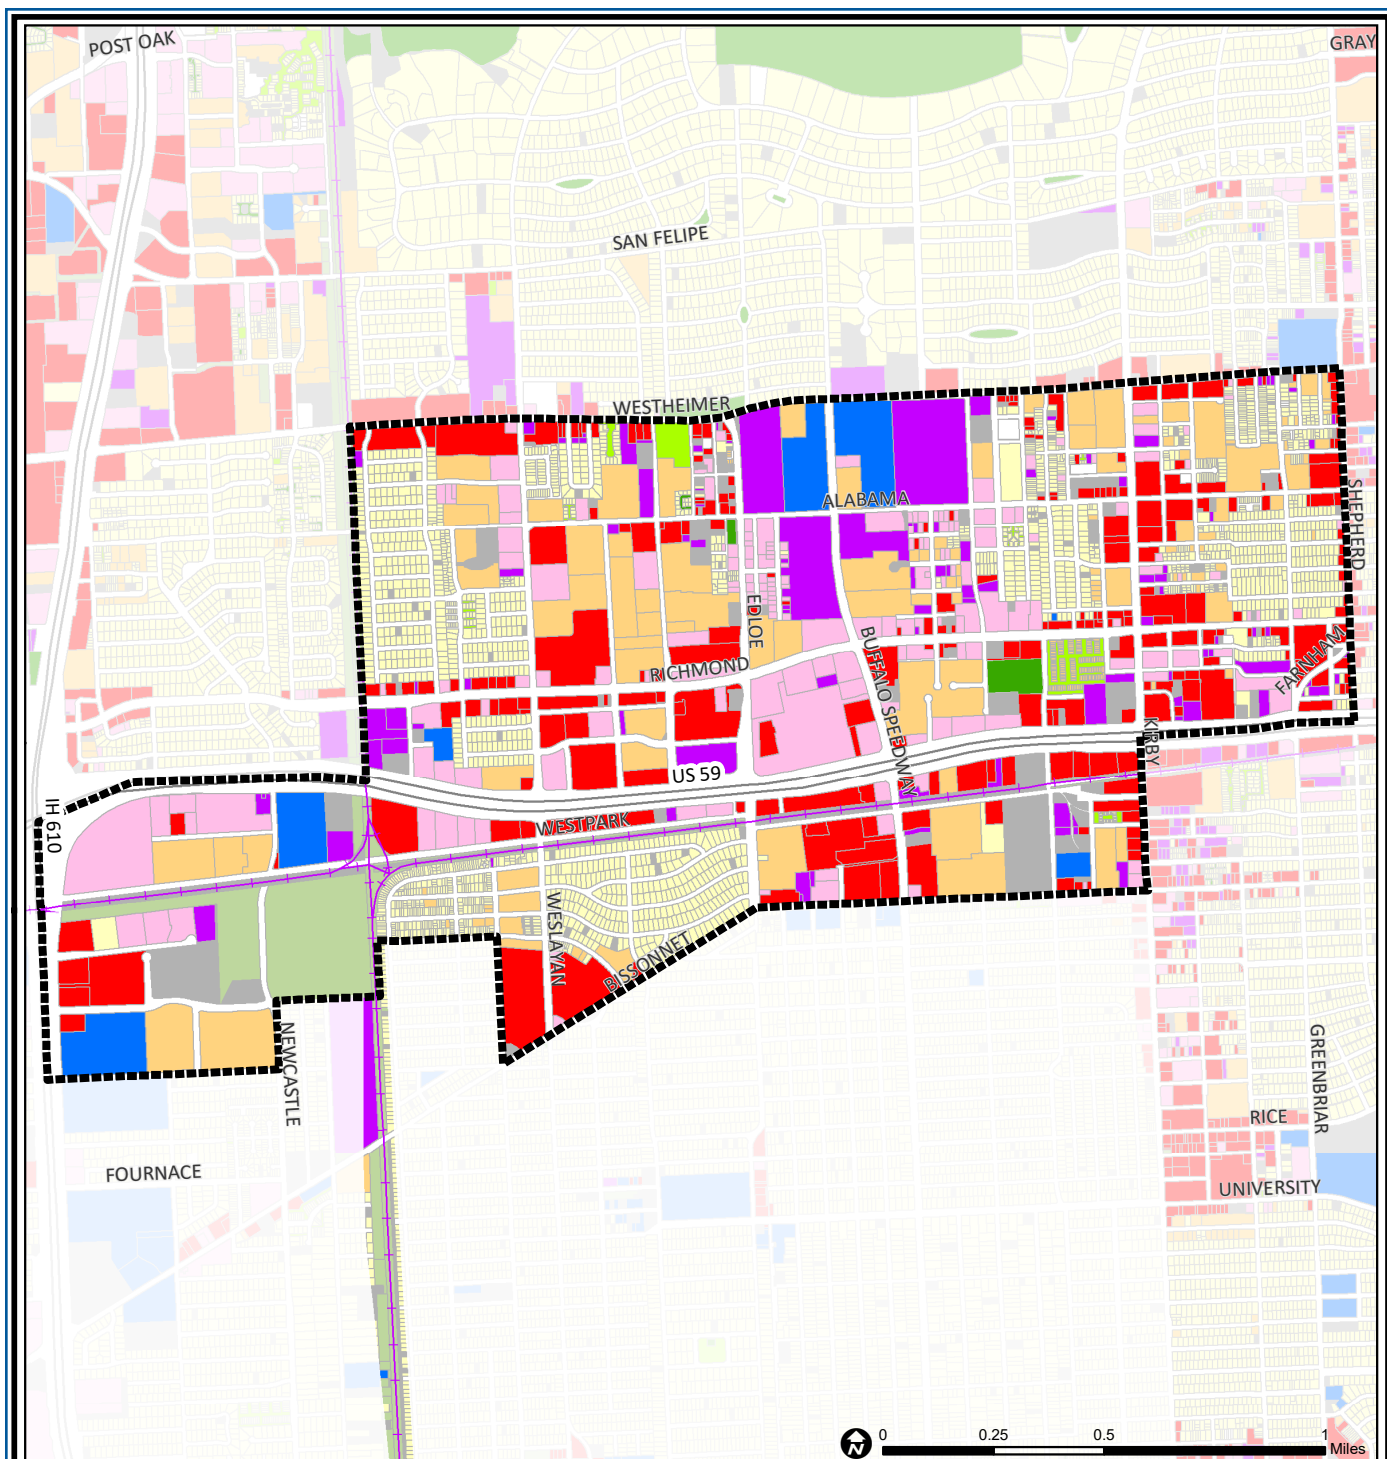 POST OAK
GRAY
SAN FELIPE
WESTHEIMER
ALABAMA
SHEPHERD
EDLOE
BUFFALO SPEEDWAY
RICHMOND
FARNHAM
KIRBY
US 59
IH 610
WESTPARK
WESLAYAN
BISSONNET
NEWCASTLE
GREENBRIAR
RICE
FOURNACE
UNIVERSITY
N
0 0.25 0.5 1
Miles